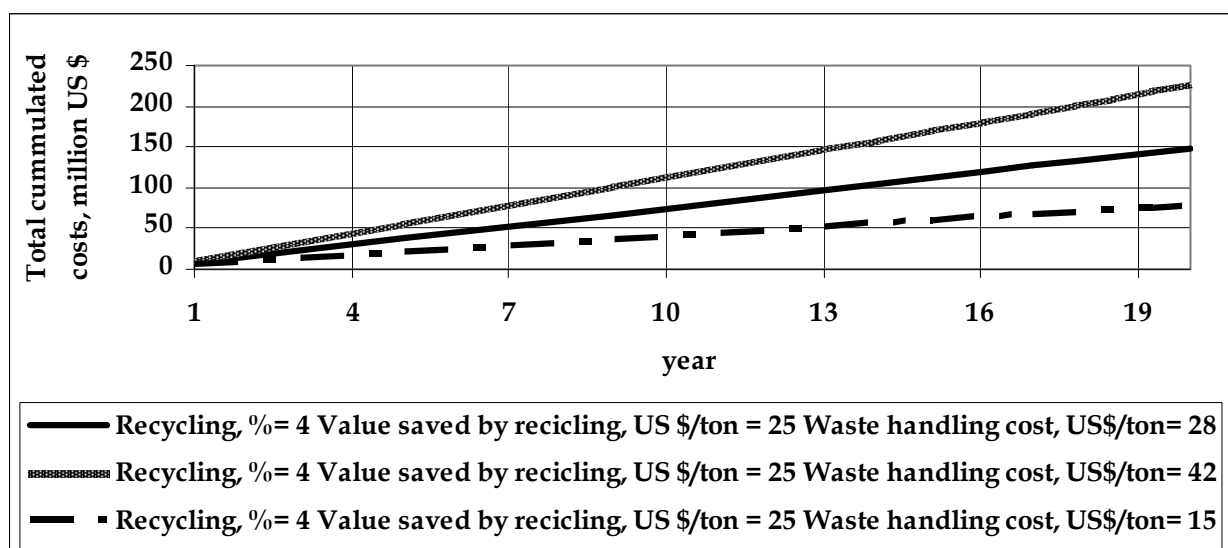 Total cummulated
costs, million US $
250
200
150
100
50
0
1 4 7 10 13 16 19
year
Recycling, %= 4 Value saved by recicling, US $/ton = 25 Waste handling cost, US$/ton= 28
Recycling, %= 4 Value saved by recicling, US $/ton = 25 Waste handling cost, US$/ton= 42
Recycling, %= 4 Value saved by recicling, US $/ton = 25 Waste handling cost, US$/ton= 15